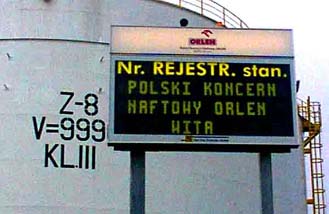 ORLEN
Nr. REJESTR. stan.
POLSKI KONCERN
NAFTOWY ORLEN
WITA
Z-8
V=999
KL.III